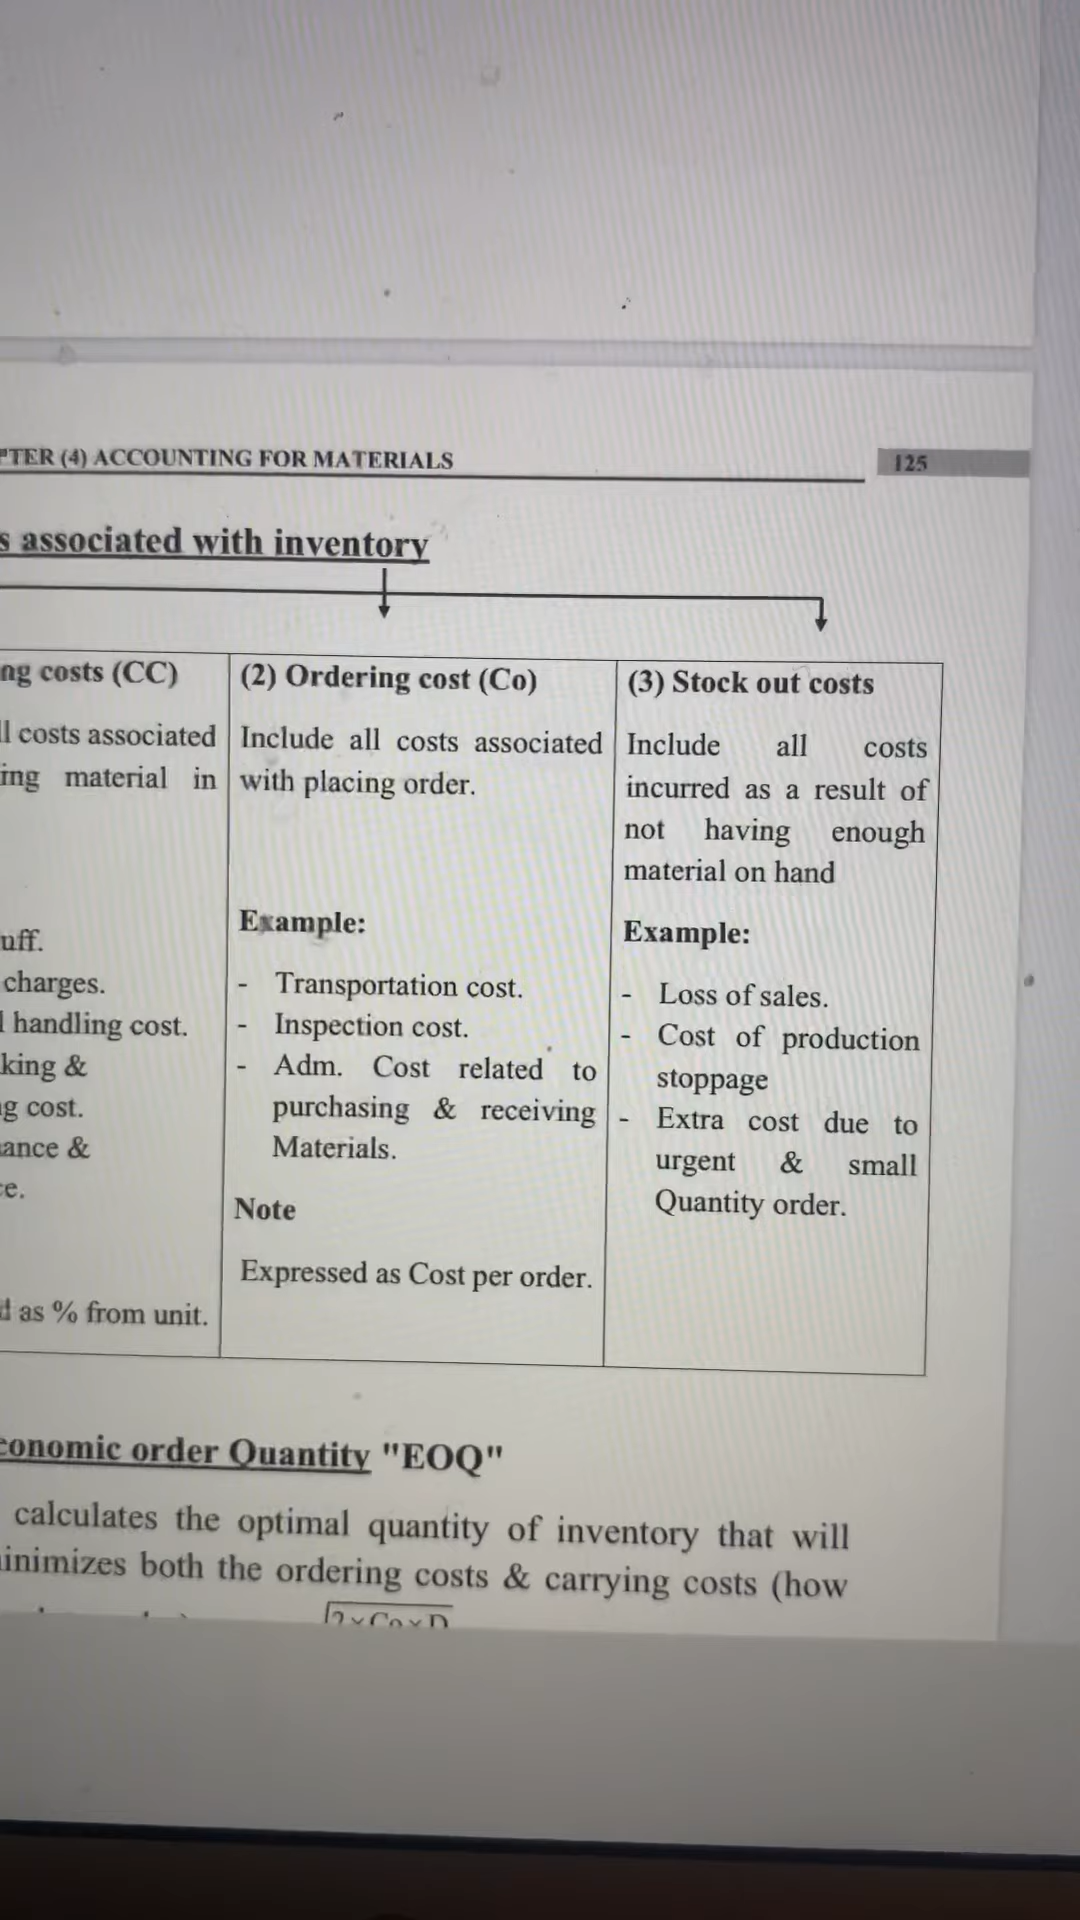 TER (4) ACCOUNTING FOR MATERIALS
125
s associated with inventory
ng costs (CC)
ll costs associated
ing material in
uff.
charges.
handling cost.
king &
g cost.
ance &
e.
as % from unit.
(2) Ordering cost (Co)
Include all costs associated
with placing order.
Example:
- Transportation cost.
- Inspection cost.
- Adm. Cost related to
purchasing & receiving
Materials.
Note
Expressed as Cost per order.
(3) Stock out costs
Include all costs
incurred as a result of
not having enough
material on hand
Example:
- Loss of sales.
- Cost of production
stoppage
- Extra cost due to
urgent & small
Quantity order.
conomic order Quantity "EOQ"
calculates the optimal quantity of inventory that will
inimizes both the ordering costs & carrying costs (how
2×Co×D